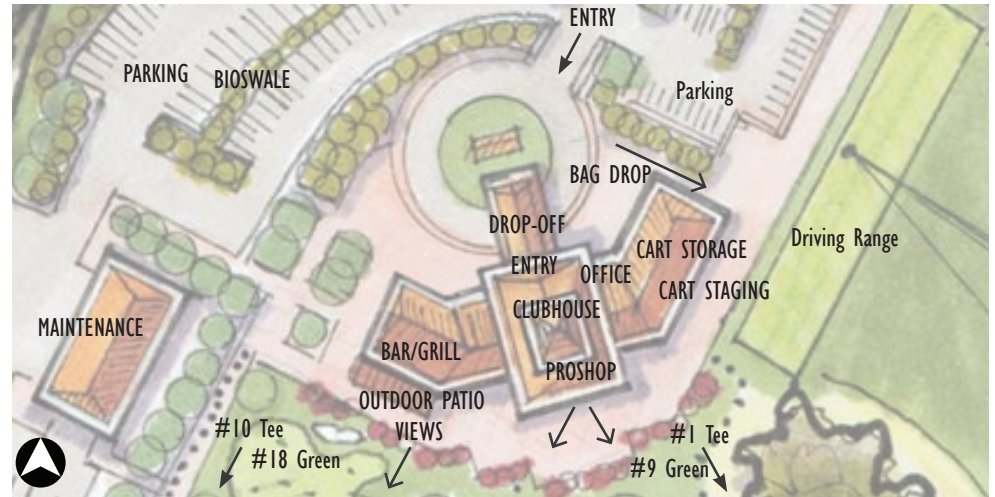 ENTRY
PARKING
BIOSWALE
Parking
BAG DROP
DROP-OFF
Driving Range
CART STORAGE
ENTRY
OFFICE
CART STAGING
CLUBHOUSE
MAINTENANCE
BAR/GRILL
PROSHOP
OUTDOOR PATIO
VIEWS
#10 Tee
#18 Green
#1 Tee
#9 Green